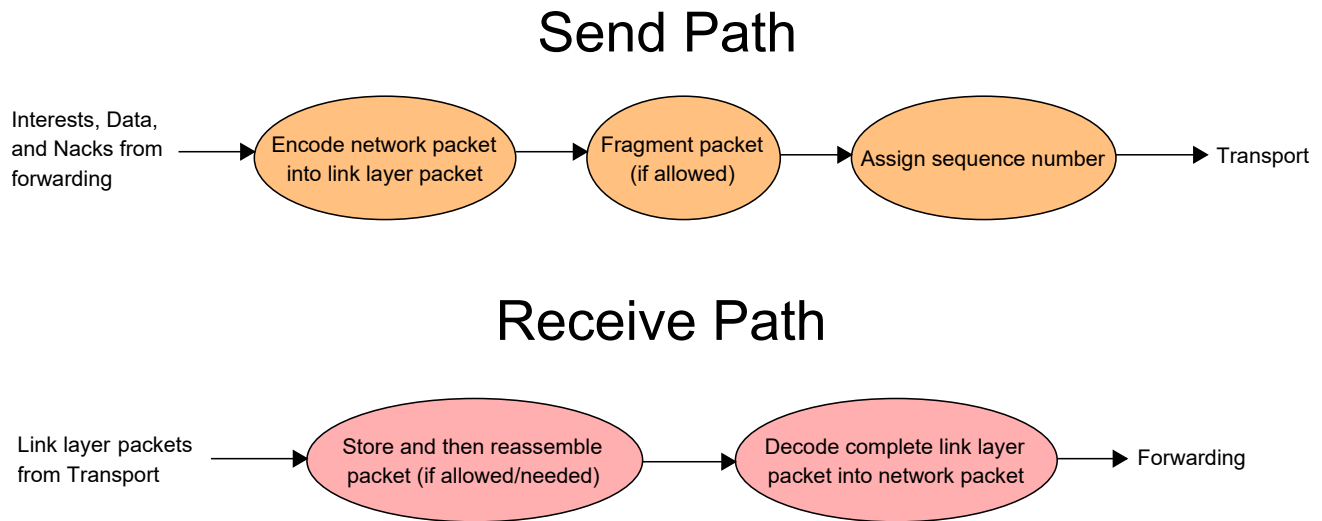 Send Path
Interests, Data,
and Nacks from
forwarding
Encode network packet
into link layer packet
Fragment packet
(if allowed)
Assign sequence number
Transport
Receive Path
Link layer packets
from Transport
Store and then reassemble
packet (if allowed/needed)
Decode complete link layer
packet into network packet
Forwarding